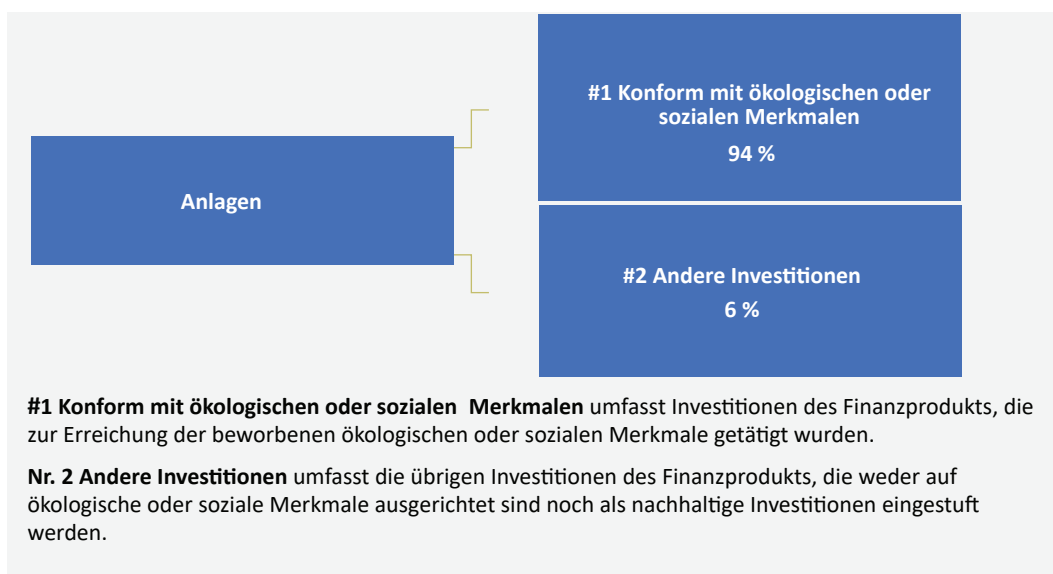 #1 Konform mit ökologischen oder
sozialen Merkmalen
94 %
Anlagen
#2 Andere Investitionen
6 %
#1 Konform mit ökologischen oder sozialen Merkmalen umfasst Investitionen des Finanzprodukts, die
zur Erreichung der beworbenen ökologischen oder sozialen Merkmale getätigt wurden.
Nr. 2 Andere Investitionen umfasst die übrigen Investitionen des Finanzprodukts, die weder auf
ökologische oder soziale Merkmale ausgerichtet sind noch als nachhaltige Investitionen eingestuft
werden.